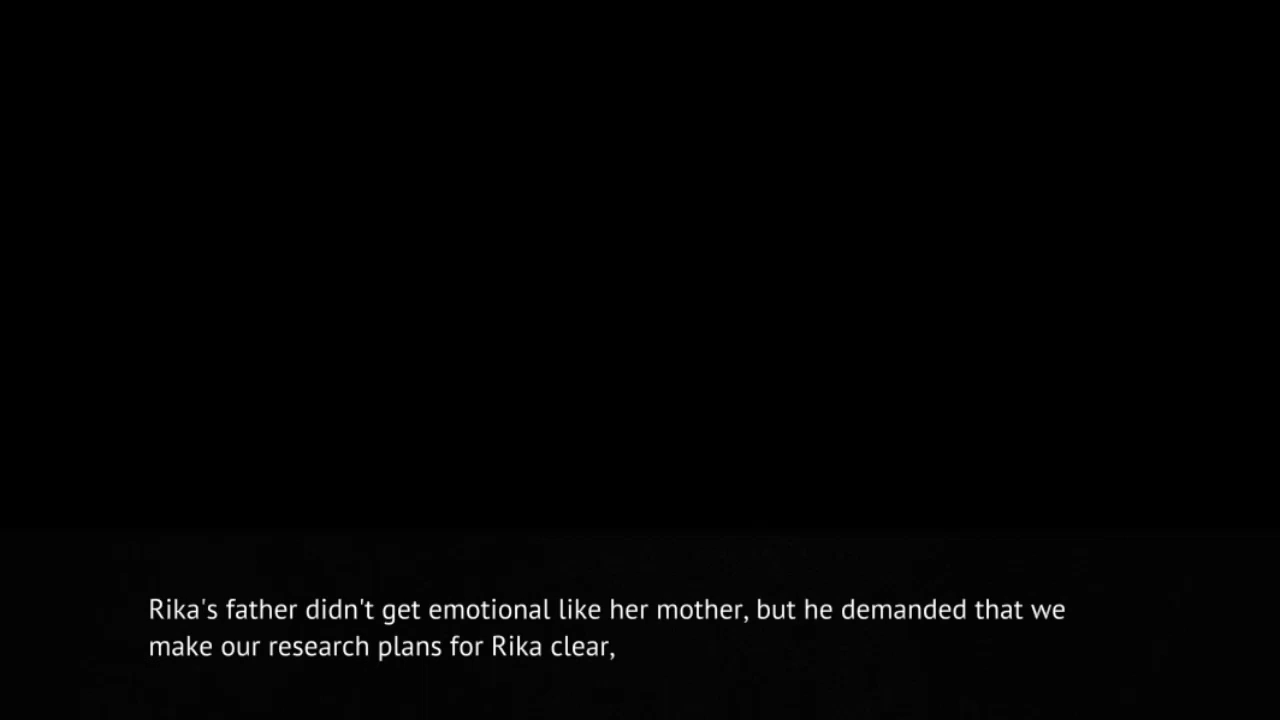 Rika's father didn't get emotional like her mother, but he demanded that we
make our research plans for Rika clear,